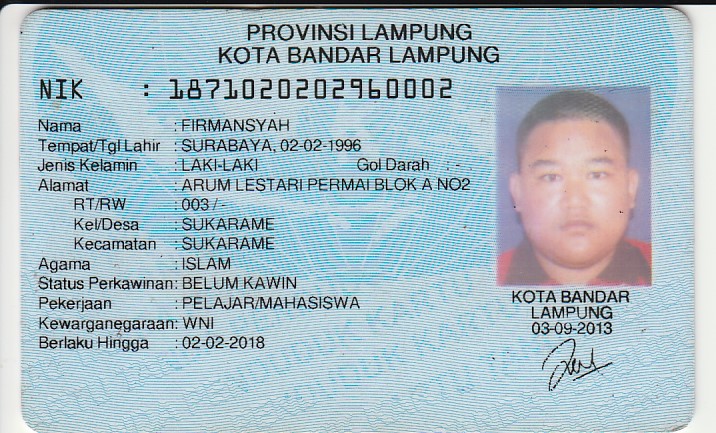 PROVINSI LAMPUNG
KOTA BANDAR LAMPUNG
NIK : 1871020202960002
Nama : FIRMANSYAH
Tempat/Tgl Lahir : SURABAYA, 02-02-1996
Jenis Kelamin : LAKI-LAKI Gol Darah : -
Alamat : ARUM LESTARI PERMAI BLOK A NO2
RT/RW : 003 / -
Kel/Desa : SUKARAME
Kecamatan : SUKARAME
Agama : ISLAM
Status Perkawinan: BELUM KAWIN
Pekerjaan : PELAJAR/MAHASISWA
Kewarganegaraan: WNI
Berlaku Hingga : 02-02-2018
KOTA BANDAR
LAMPUNG
03-09-2013